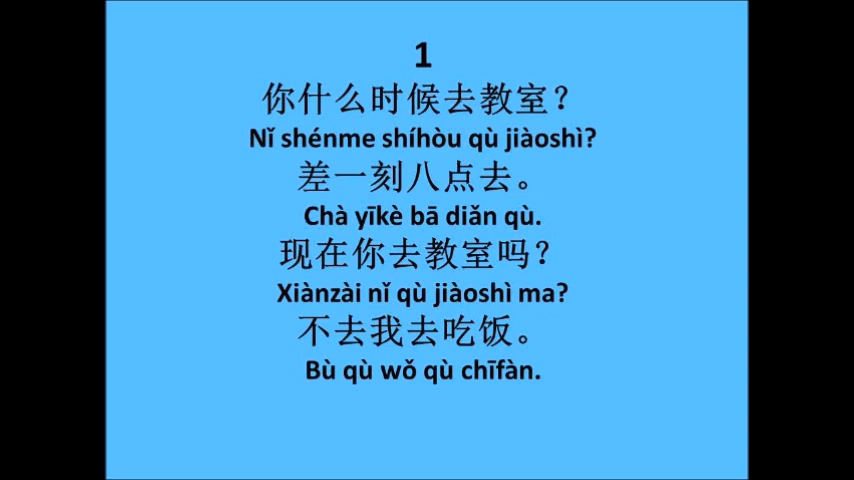 1
你什么时候去教室？
Nǐ shénme shíhòu qù jiàoshì?
差一刻八点去。
Chà yīkè bā diǎn qù.
现在你去教室吗？
Xiànzài nǐ qù jiàoshì ma?
不去我去吃饭。
Bù qù wǒ qù chīfàn.